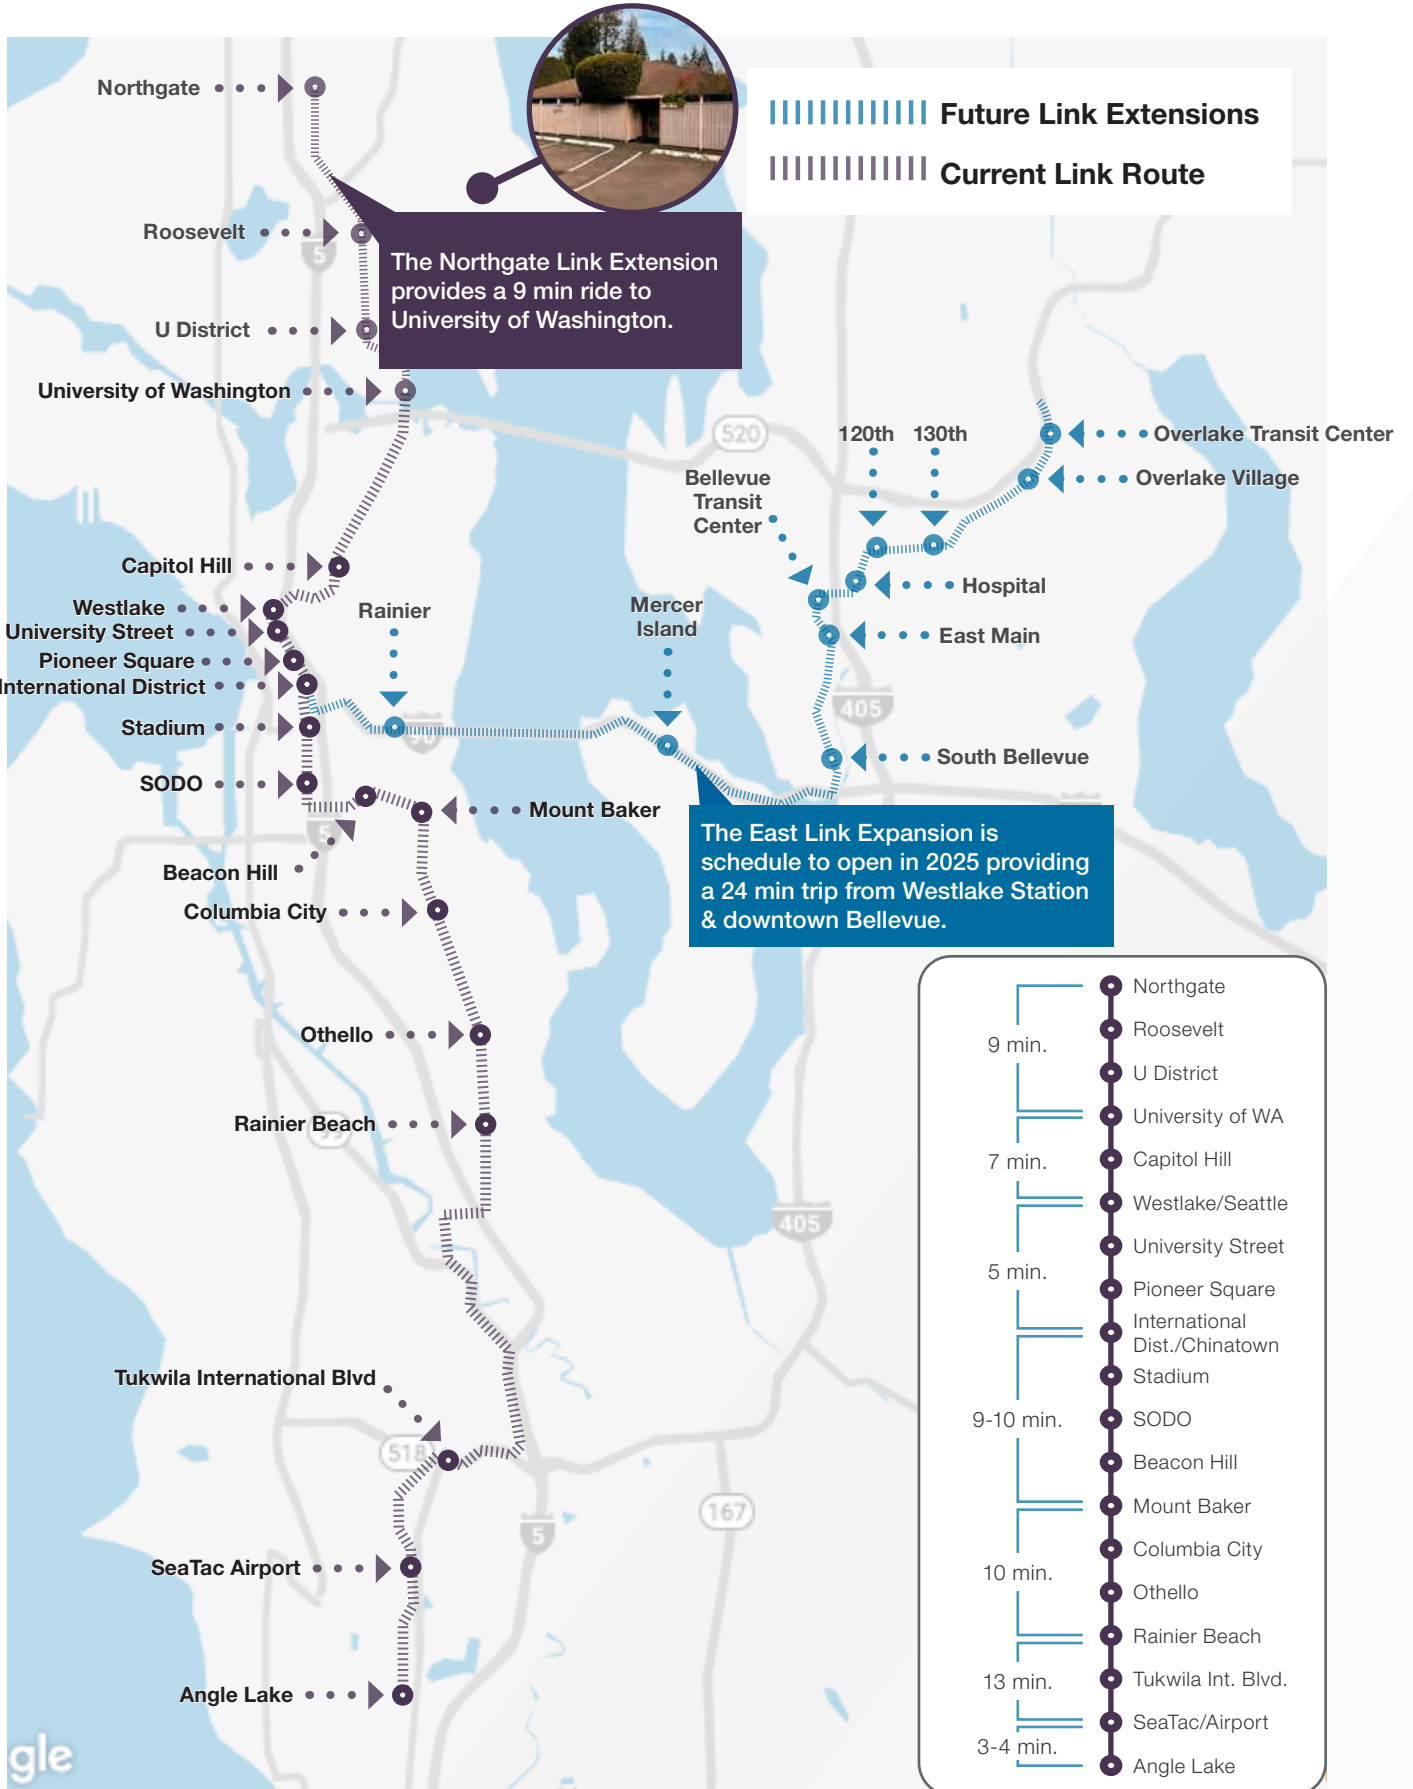 Northgate
Roosevelt
U District
University of Washington
Capitol Hill
Westlake
University Street
Pioneer Square
International District
Stadium
SODO
Beacon Hill
Mount Baker
Columbia City
Othello
Rainier Beach
Tukwila International Blvd
SeaTac Airport
Angle Lake
Future Link Extensions
Current Link Route
The Northgate Link Extension
provides a 9 min ride to
University of Washington.
5
520
120th
130th
Overlake Transit Center
Overlake Village
Bellevue
Transit
Center
Hospital
East Main
Rainier
Mercer
Island
405
90
South Bellevue
5
The East Link Expansion is
schedule to open in 2025 providing
a 24 min trip from Westlake Station
& downtown Bellevue.
99
405
518
167
5
gle
Northgate
Roosevelt
9 min.
U District
University of WA
7 min.
Capitol Hill
Westlake/Seattle
University Street
5 min.
Pioneer Square
International
Dist./Chinatown
Stadium
9-10 min.
SODO
Beacon Hill
Mount Baker
Columbia City
10 min.
Othello
Rainier Beach
13 min.
Tukwila Int. Blvd.
SeaTac/Airport
3-4 min.
Angle Lake